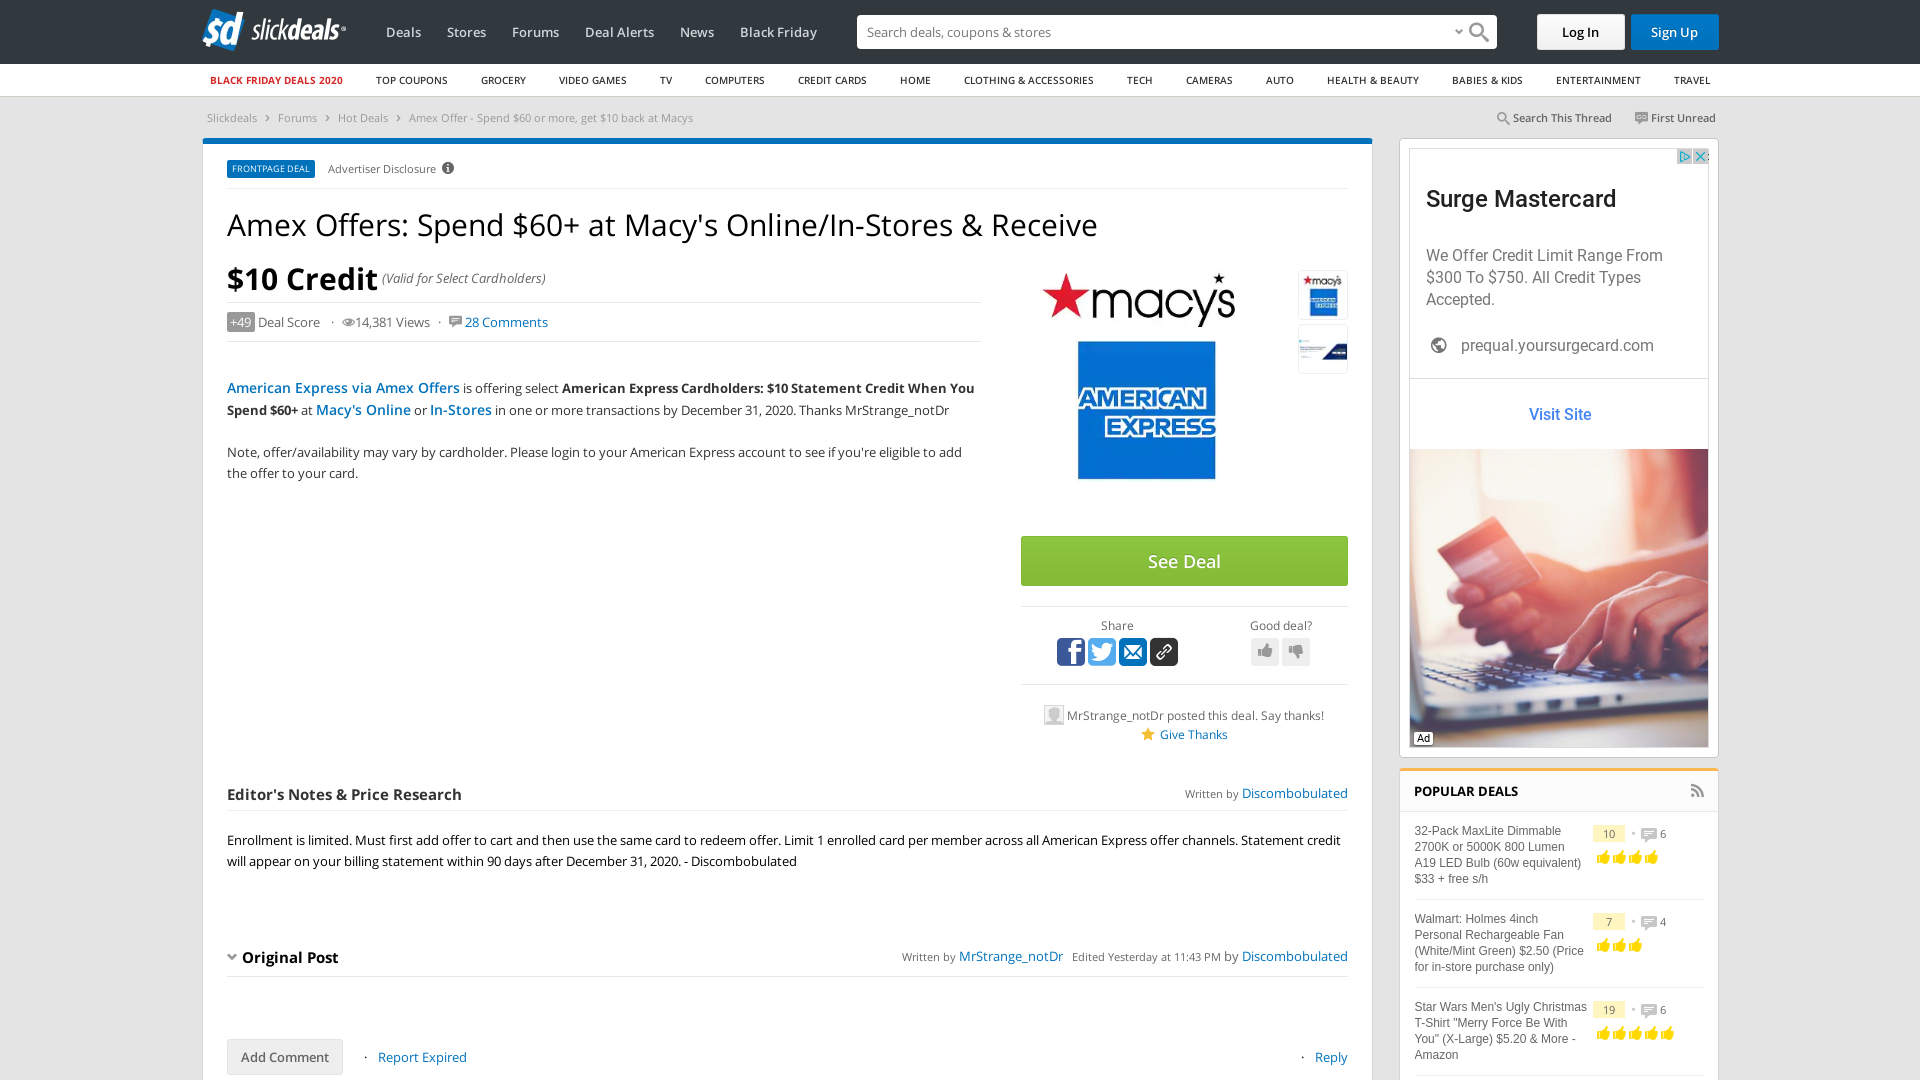 sd slickdeals
Deals Stores Forums Deal Alerts News Black Friday
Search deals, coupons & stores
Log In
Sign Up
BLACK FRIDAY DEALS 2020 TOP COUPONS GROCERY VIDEO GAMES TV COMPUTERS CREDIT CARDS HOME CLOTHING & ACCESSORIES TECH CAMERAS AUTO HEALTH & BEAUTY BABIES & KIDS ENTERTAINMENT TRAVEL
Slickdeals > Forums > Hot Deals > Amex Offer - Spend $60 or more, get $10 back at Macys
Search This Thread First Unread
FRONTPAGE DEAL Advertiser Disclosure
Amex Offers: Spend $60+ at Macy's Online/In-Stores & Receive
$10 Credit (Valid for Select Cardholders)
+49 Deal Score · 14,381 Views · 28 Comments
American Express via Amex Offers is offering select American Express Cardholders: $10 Statement Credit When You
Spend $60+ at Macy's Online or In-Stores in one or more transactions by December 31, 2020. Thanks MrStrange_notDr
Note, offer/availability may vary by cardholder. Please login to your American Express account to see if you're eligible to add
the offer to your card.
macy's
AMERICAN
EXPRESS
macy's
AMERICAN
EXPRESS
See Deal
Share
Good deal?
MrStrange_notDr posted this deal. Say thanks!
Give Thanks
Editor's Notes & Price Research
Written by Discombobulated
Enrollment is limited. Must first add offer to cart and then use the same card to redeem offer. Limit 1 enrolled card per member across all American Express offer channels. Statement credit
will appear on your billing statement within 90 days after December 31, 2020. - Discombobulated
Original Post
Written by MrStrange_notDr Edited Yesterday at 11:43 PM by Discombobulated
Add Comment · Report Expired
· Reply
Surge Mastercard
We Offer Credit Limit Range From
$300 To $750. All Credit Types
Accepted.
prequal.yoursurgecard.com
Visit Site
Ad
POPULAR DEALS
32-Pack MaxLite Dimmable
2700K or 5000K 800 Lumen
A19 LED Bulb (60w equivalent)
$33 + free s/h
10 • 6
Walmart: Holmes 4inch
Personal Rechargeable Fan
(White/Mint Green) $2.50 (Price
for in-store purchase only)
7 • 4
Star Wars Men's Ugly Christmas
T-Shirt "Merry Force Be With
You" (X-Large) $5.20 & More -
Amazon
19 • 6